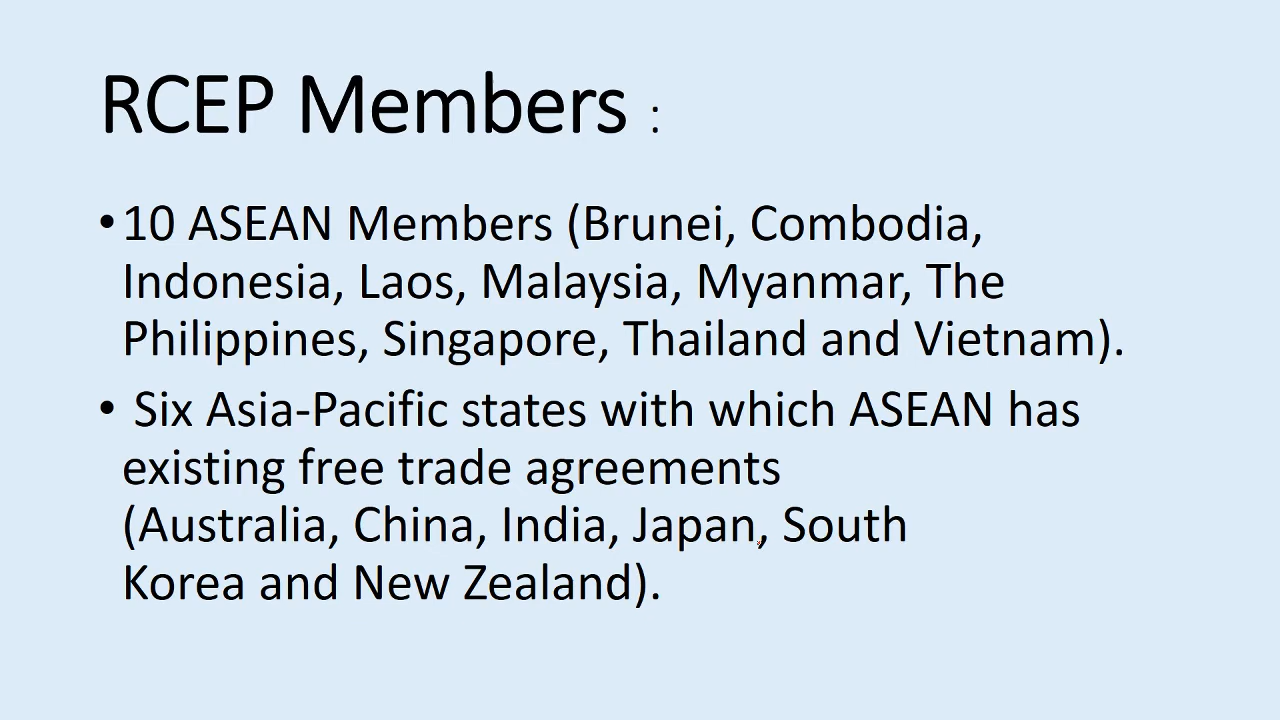 RCEP Members :
•10 ASEAN Members (Brunei, Combodia,
Indonesia, Laos, Malaysia, Myanmar, The
Philippines, Singapore, Thailand and Vietnam).
• Six Asia-Pacific states with which ASEAN has
existing free trade agreements
(Australia, China, India, Japan, South
Korea and New Zealand).